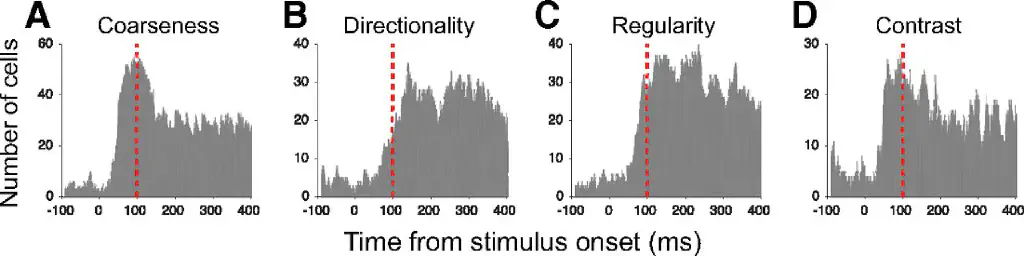 A Coarseness
B Directionality
C Regularity
D Contrast
Number of cells
60
40
20
0
-100 0 100 200 300 400
40
30
20
10
0
-100 0 100 200 300 400
40
30
20
10
0
-100 0 100 200 300 400
30
20
10
0
-100 0 100 200 300 400
Time from stimulus onset (ms)